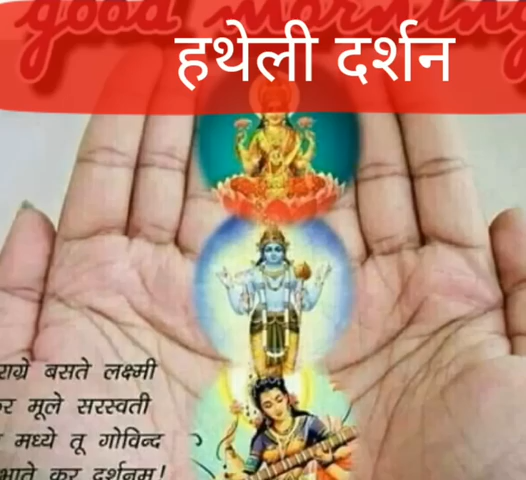 good morning
हथेली दर्शन
राग्रे बसते लक्ष्मी
र मूले सरस्वती
मध्ये तू गोविन्द
भाते कर दर्शनम!